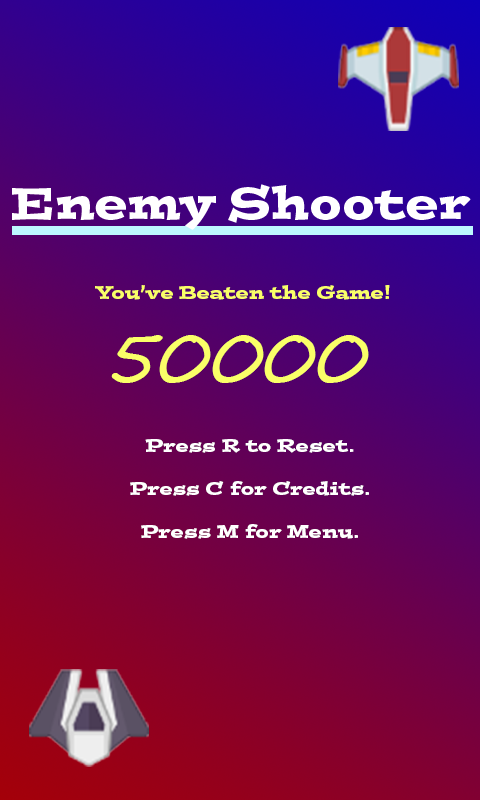 Enemy Shooter
You've Beaten the Game!
50000
Press R to Reset.
Press C for Credits.
Press M for Menu.